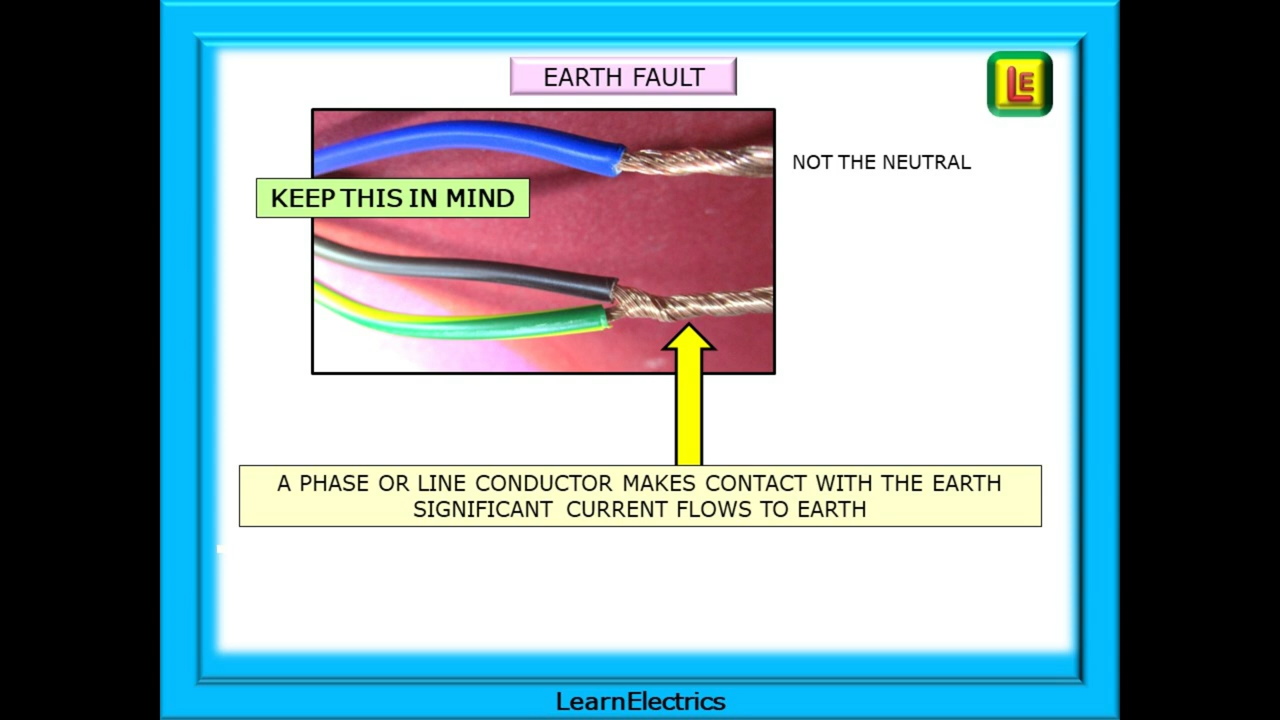 EARTH FAULT
LE
NOT THE NEUTRAL
KEEP THIS IN MIND
A PHASE OR LINE CONDUCTOR MAKES CONTACT WITH THE EARTH
SIGNIFICANT CURRENT FLOWS TO EARTH
LearnElectrics